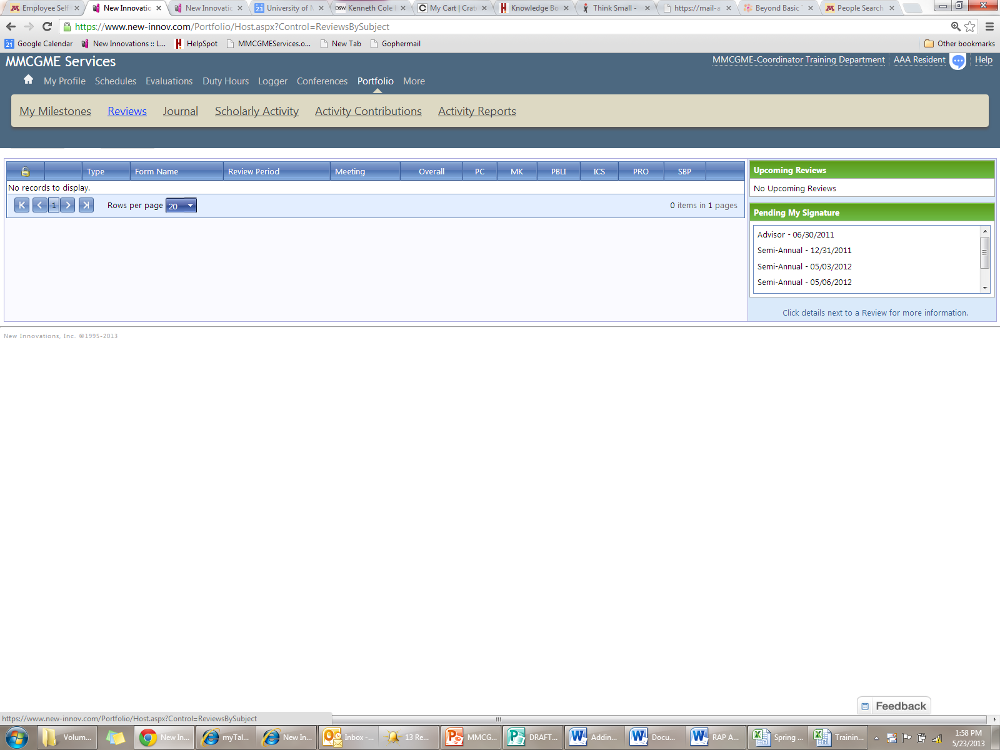 Employee Self
New Innovatio
New Innovatio
University of M
DSW Kenneth Cole
My Cart | Crate
Knowledge Bo
Think Small -
https://mail-a
Beyond Basic
People Search
https://www.new-innov.com/Portfolio/Host.aspx?Control=ReviewsBySubject
21 Google Calendar
New Innovations :: L...
HelpSpot
MMCGMEServices.o...
New Tab
Gophermail
Other bookmarks
MMCGME Services
MMCGME-Coordinator Training Department
AAA Resident
Help
My Profile Schedules Evaluations Duty Hours Logger Conferences Portfolio More
My Milestones Reviews Journal Scholarly Activity Activity Contributions Activity Reports
Type Form Name Review Period Meeting Overall PC MK PBLI ICS PRO SBP
No records to display.
1 Rows per page 20 0 items in 1 pages
Upcoming Reviews
No Upcoming Reviews
Pending My Signature
Advisor - 06/30/2011
Semi-Annual - 12/31/2011
Semi-Annual - 05/03/2012
Semi-Annual - 05/06/2012
Click details next to a Review for more information.
New Innovations, Inc. ©1995-2013
Feedback
https://www.new-innov.com/Portfolio/Host.aspx?Control=ReviewsBySubject
Volum...
New In...
myTal...
New In...
Inbox -...
13 Re...
MMCG...
DRAFT...
Addin...
Docu...
RAP A...
Spring ...
Trainin...
1:58 PM
5/23/2013